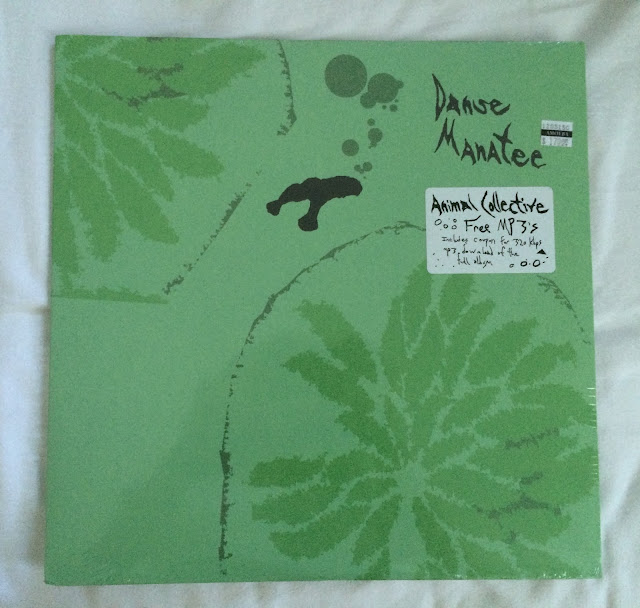 Danse
Manatee
Animal Collective
Free MP3's
Includes coupon for 320 Kbps
mp3 download of the
full album